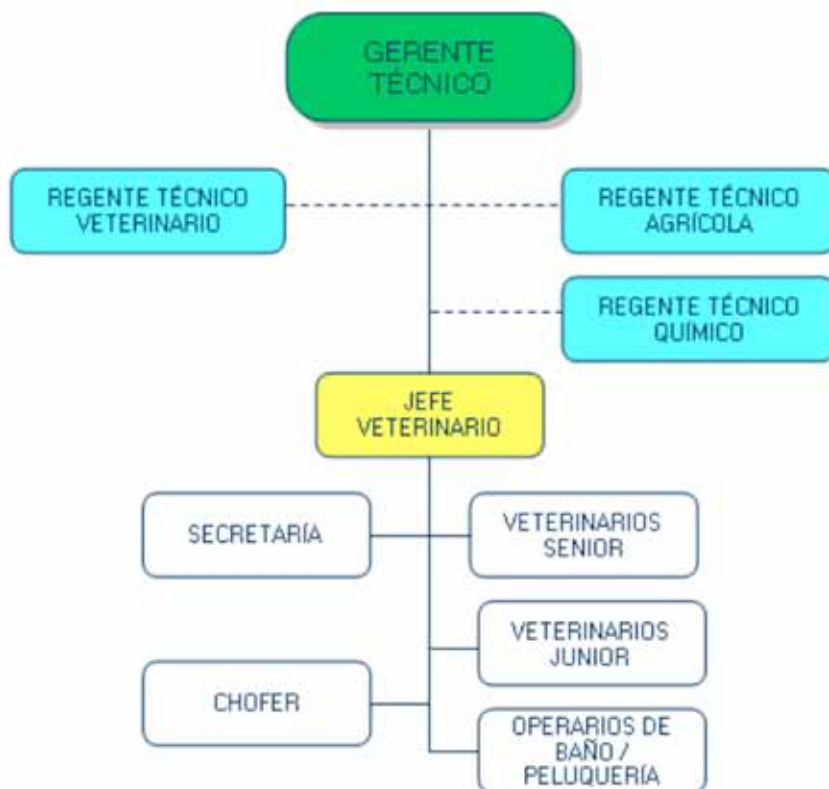 GERENTE
TÉCNICO
REGENTE TÉCNICO
VETERINARIO
REGENTE TÉCNICO
AGRÍCOLA
REGENTE TÉCNICO
QUÍMICO
JEFE
VETERINARIO
SECRETARÍA
VETERINARIOS
SENIOR
VETERINARIOS
JUNIOR
CHOFER
OPERARIOS DE
BAÑO /
PELUQUERÍA